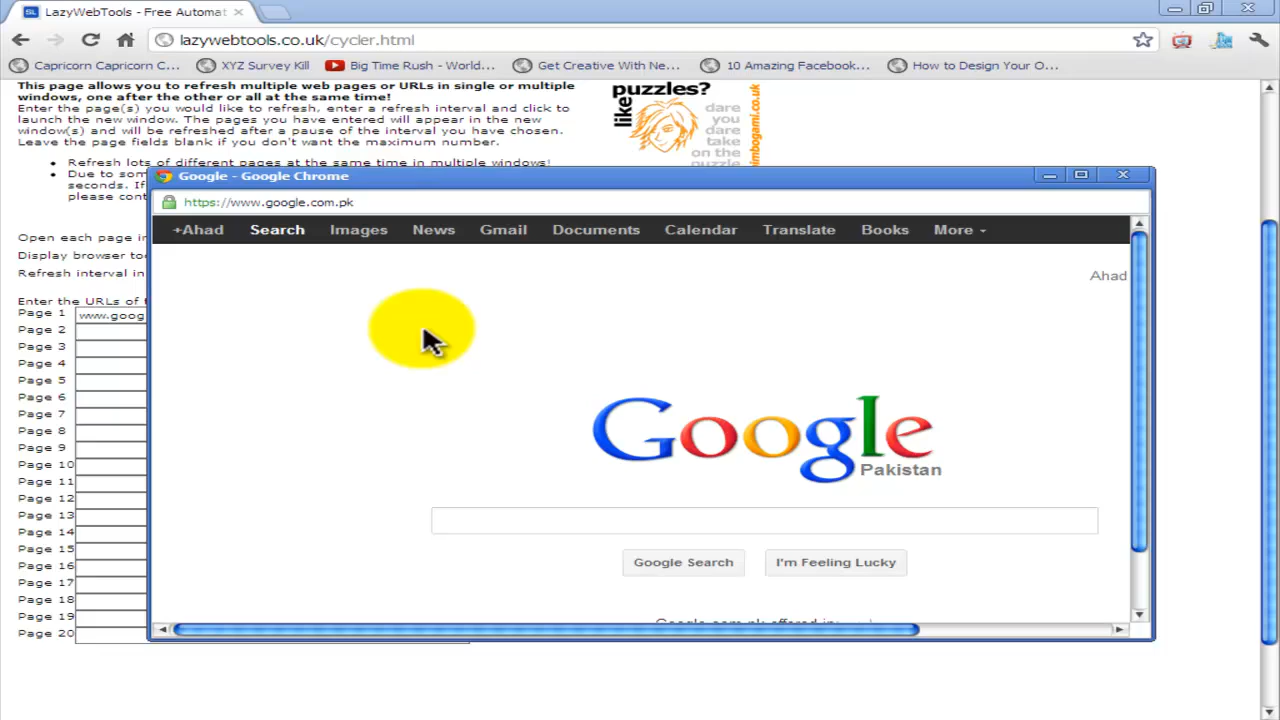 LazyWebTools - Free Automat
lazywebtools.co.uk/cycler.html
Capricorn Capricorn C... XYZ Survey Kill Big Time Rush - World... Get Creative With Ne... 10 Amazing Facebook... How to Design Your O...
This page allows you to refresh multiple web pages or URLs in single or multiple
windows, one after the other or all at the same time!
Enter the page(s) you would like to refresh, enter a refresh interval and click to
launch the new window. The pages you have entered will appear in the new
window(s) and will be refreshed after a pause of the interval you have chosen.
Leave the page fields blank if you don't want the maximum number.
puzzles?
like
dare
you
dare
take
on the
puzzle
nimbogami.co.uk
Refresh lots of different pages at the same time in multiple windows!
Due to som
seconds. If
please cont
Google - Google Chrome
https://www.google.com.pk
+Ahad Search Images News Gmail Documents Calendar Translate Books More
Ahad
Google
Pakistan
Google Search I'm Feeling Lucky
Google.com.pk offered in:
Open each page in
Display browser too
Refresh interval in
Enter the URLs of t
Page 1 www.goog
Page 2
Page 3
Page 4
Page 5
Page 6
Page 7
Page 8
Page 9
Page 10
Page 11
Page 12
Page 13
Page 14
Page 15
Page 16
Page 17
Page 18
Page 19
Page 20